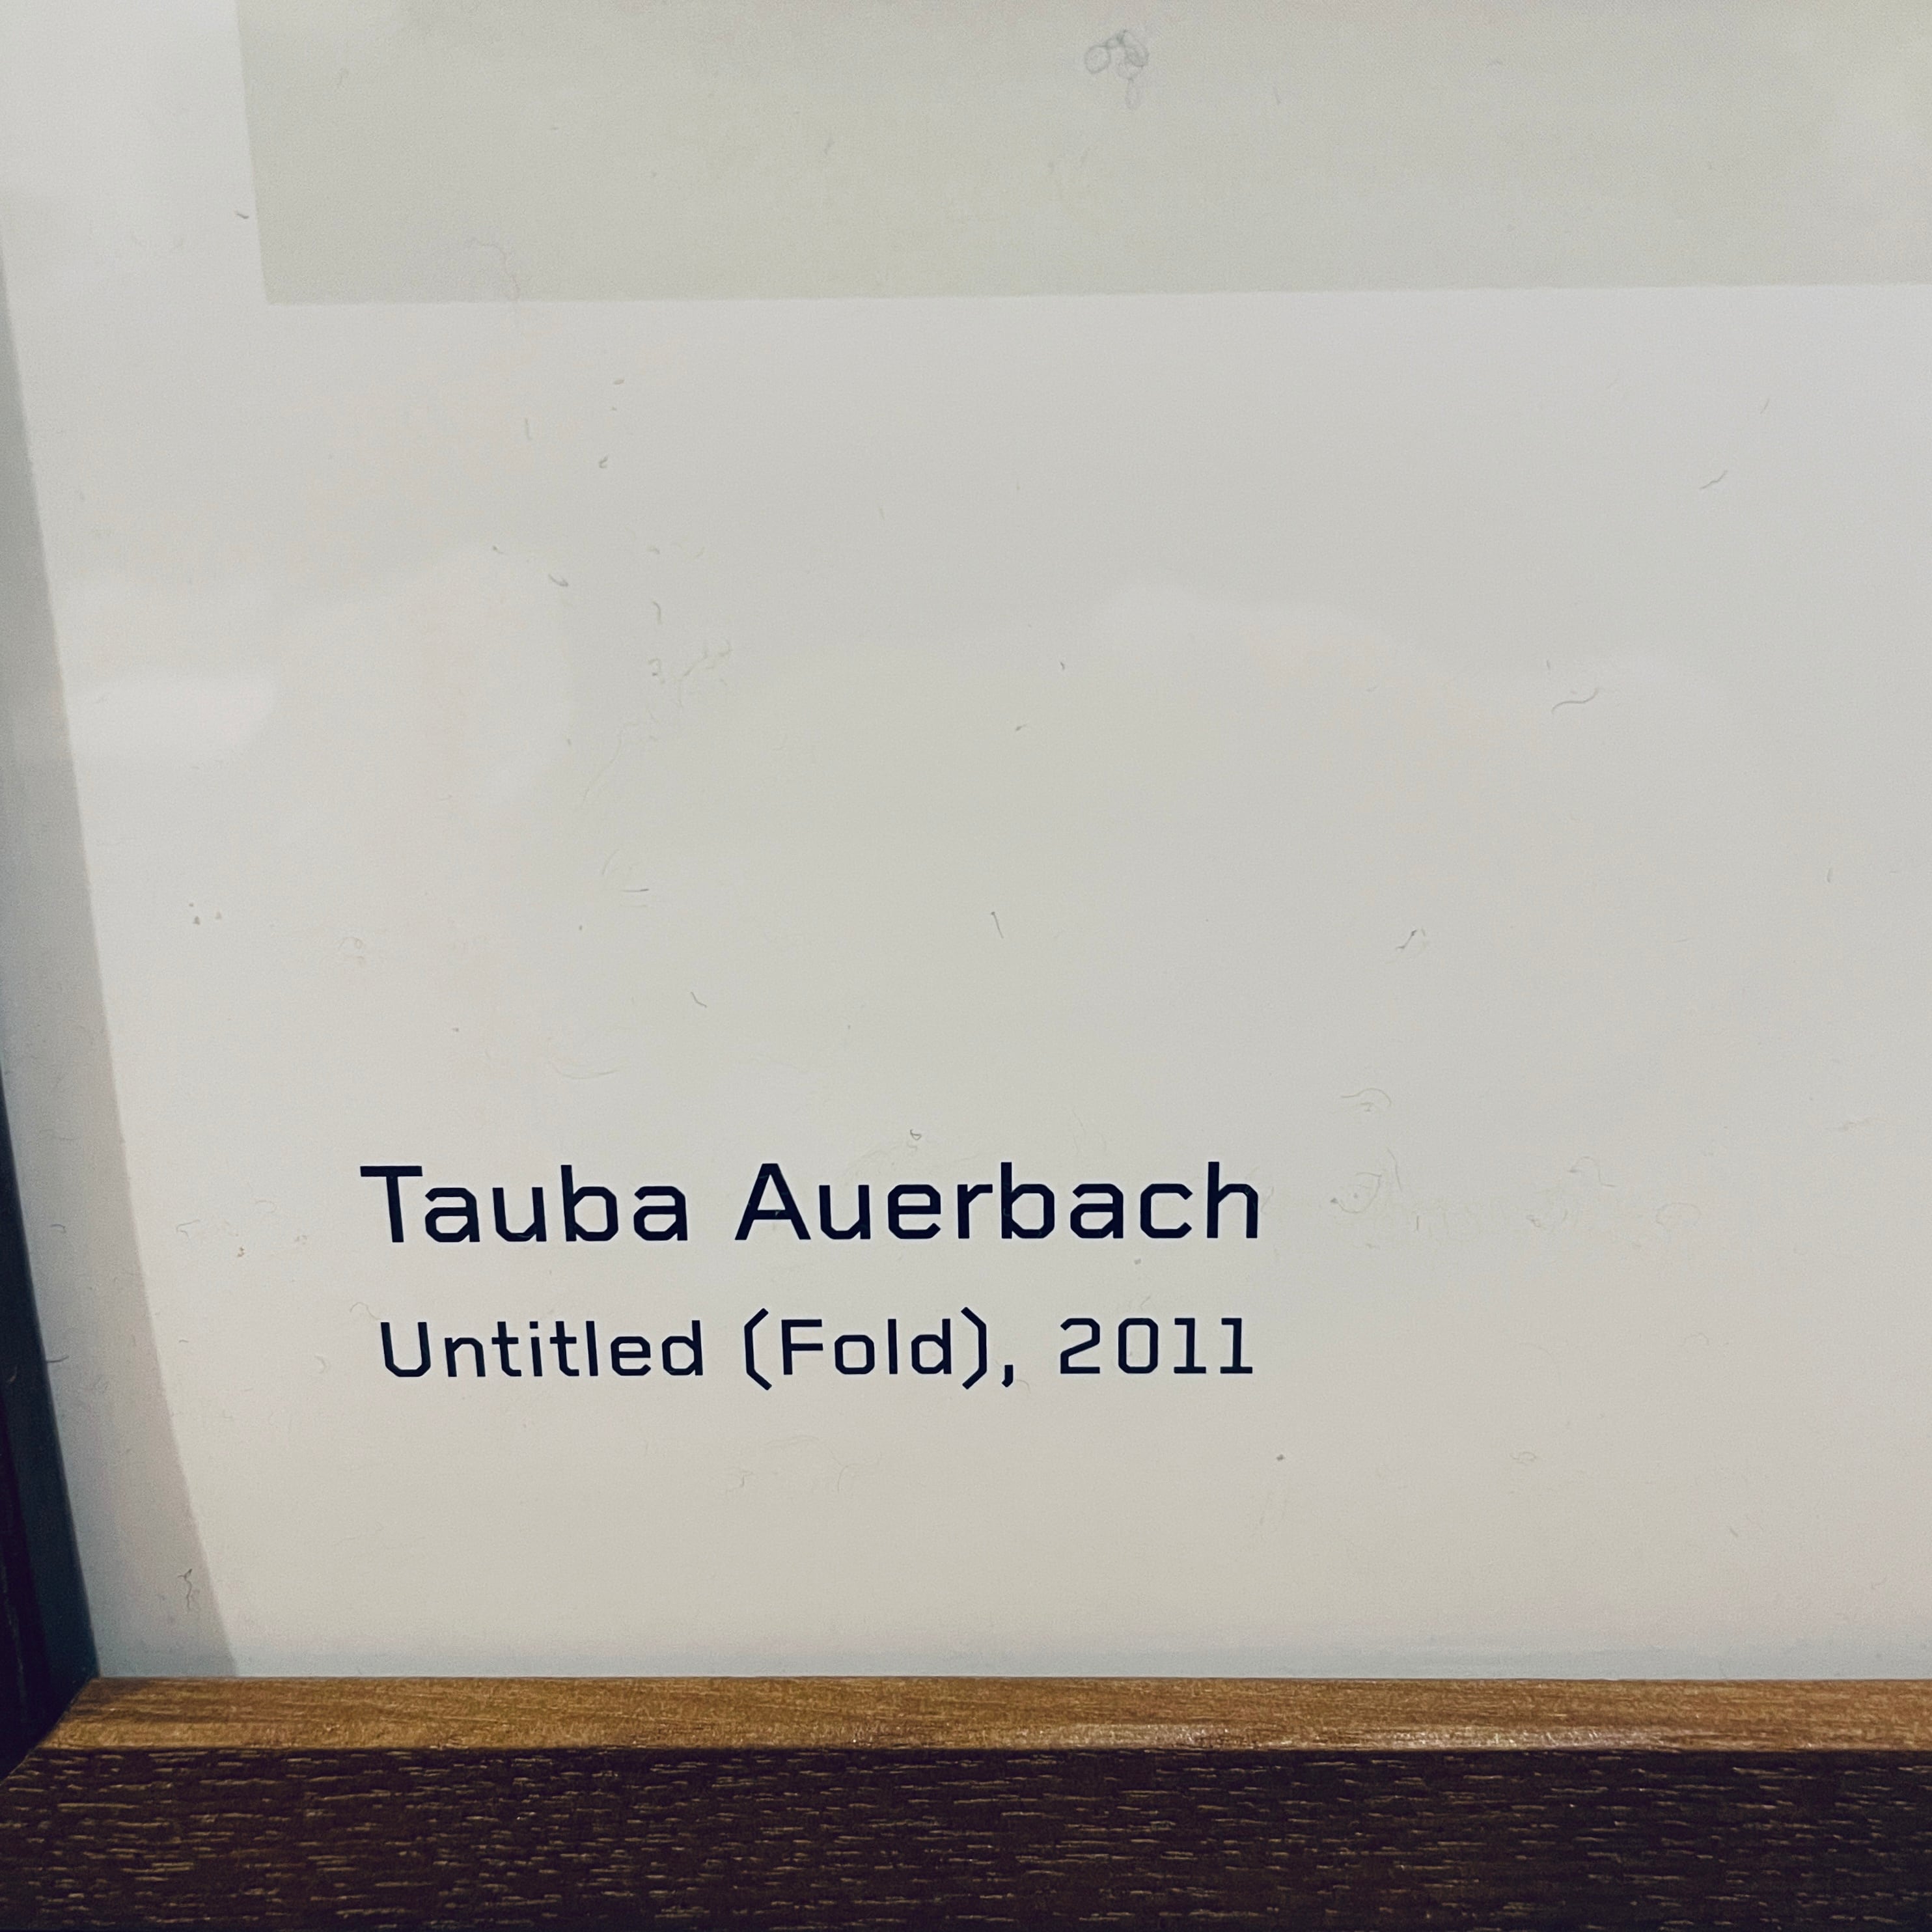 Tauba Auerbach
Untitled (Fold), 2011